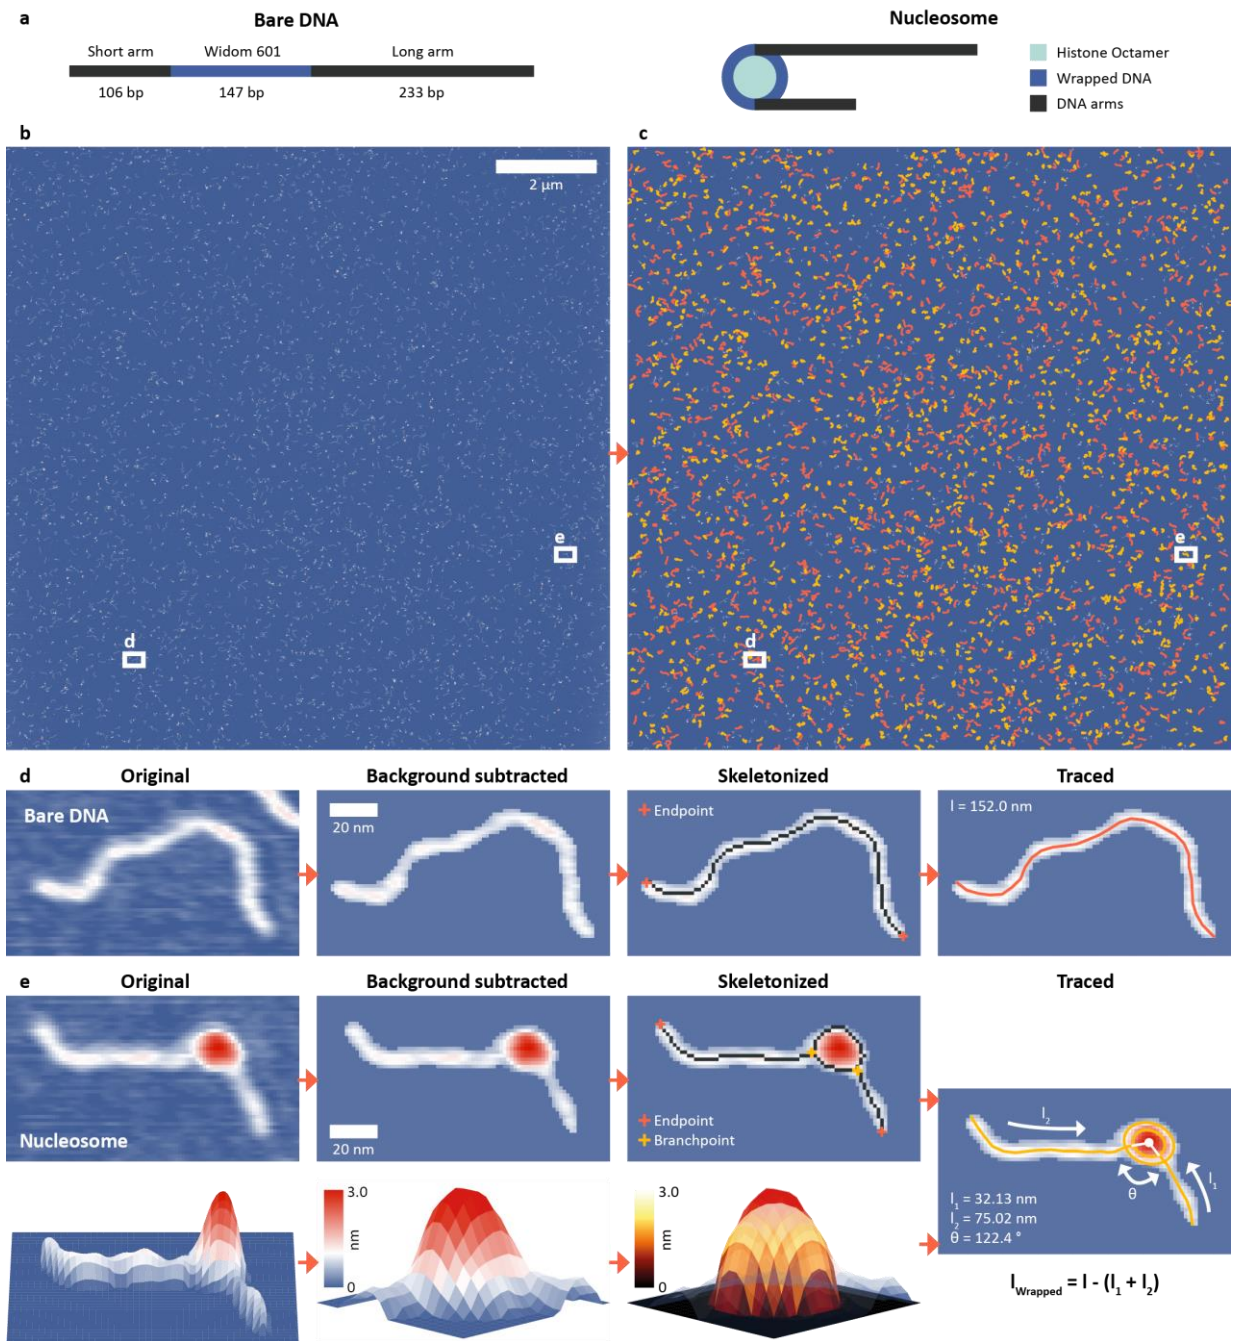 a
Bare DNA
Nucleosome
Short arm Widom 601 Long arm
106 bp 147 bp 233 bp
Histone Octamer
Wrapped DNA
DNA arms
b
c
2 μm
e
d
e
d
d
Original
Background subtracted
Skeletonized
Traced
Bare DNA
20 nm
Endpoint
l = 152.0 nm
e
Original
Background subtracted
Skeletonized
Traced
Nucleosome
20 nm
Endpoint
Branchpoint
l₂
l₁
θ
l₁ = 32.13 nm
l₂ = 75.02 nm
θ = 122.4 °
3.0
nm
0
3.0
nm
0
l_Wrapped = l - (l₁ + l₂)